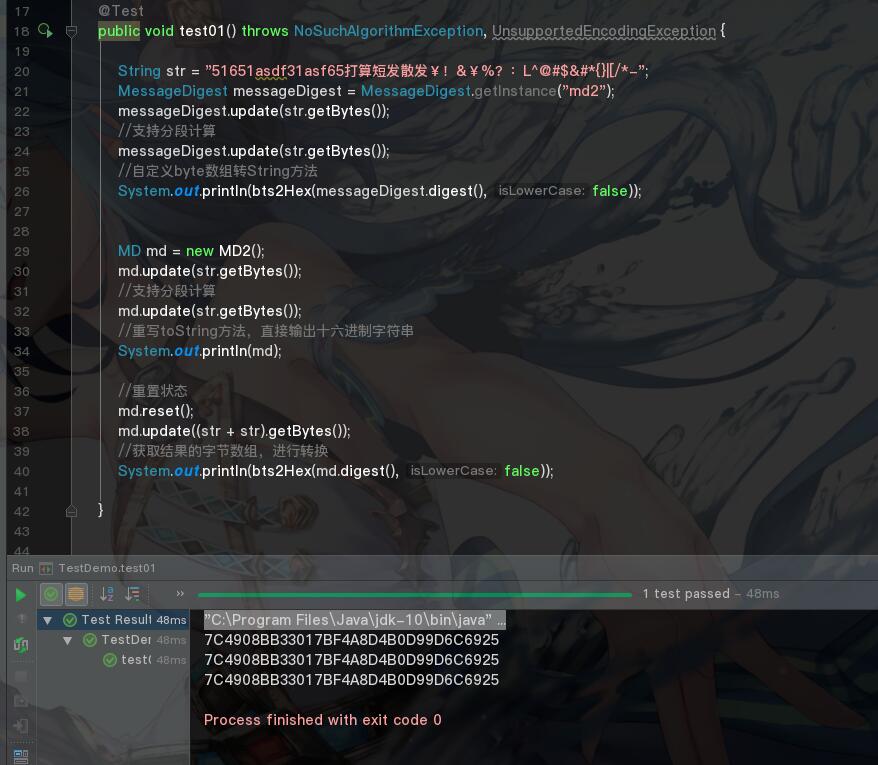 17 @Test
18 public void test01() throws NoSuchAlgorithmException, UnsupportedEncodingException {
19
20 String str = "51651asdf31asf65打算短发散发￥！&￥%？：L^@#$&#*{}|[/*-";
21 MessageDigest messageDigest = MessageDigest.getInstance("md2");
22 messageDigest.update(str.getBytes());
23 //支持分段计算
24 messageDigest.update(str.getBytes());
25 //自定义byte数组转String方法
26 System.out.println(bts2Hex(messageDigest.digest(), isLowerCase: false));
27
28
29 MD md = new MD2();
30 md.update(str.getBytes());
31 //支持分段计算
32 md.update(str.getBytes());
33 //重写toString方法，直接输出十六进制字符串
34 System.out.println(md);
35
36 //重置状态
37 md.reset();
38 md.update((str + str).getBytes());
39 //获取结果的字节数组，进行转换
40 System.out.println(bts2Hex(md.digest(), isLowerCase: false));
41
42 }
43
44
Run TestDemo.test01
1 test passed – 48ms
Test Result 48ms
"C:\Program Files\Java\jdk-10\bin\java" ...
TestDer 48ms
7C4908BB33017BF4A8D4B0D99D6C6925
test( 48ms
7C4908BB33017BF4A8D4B0D99D6C6925
7C4908BB33017BF4A8D4B0D99D6C6925
Process finished with exit code 0